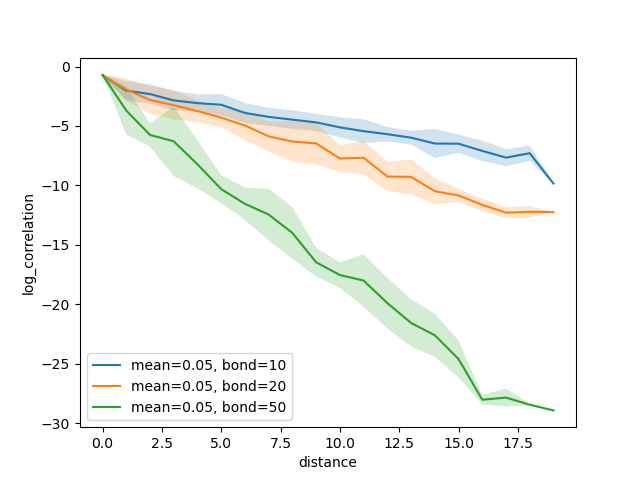 0
−5
−10
−15
−20
−25
−30
log_correlation
mean=0.05, bond=10
mean=0.05, bond=20
mean=0.05, bond=50
0.0 2.5 5.0 7.5 10.0 12.5 15.0 17.5
distance